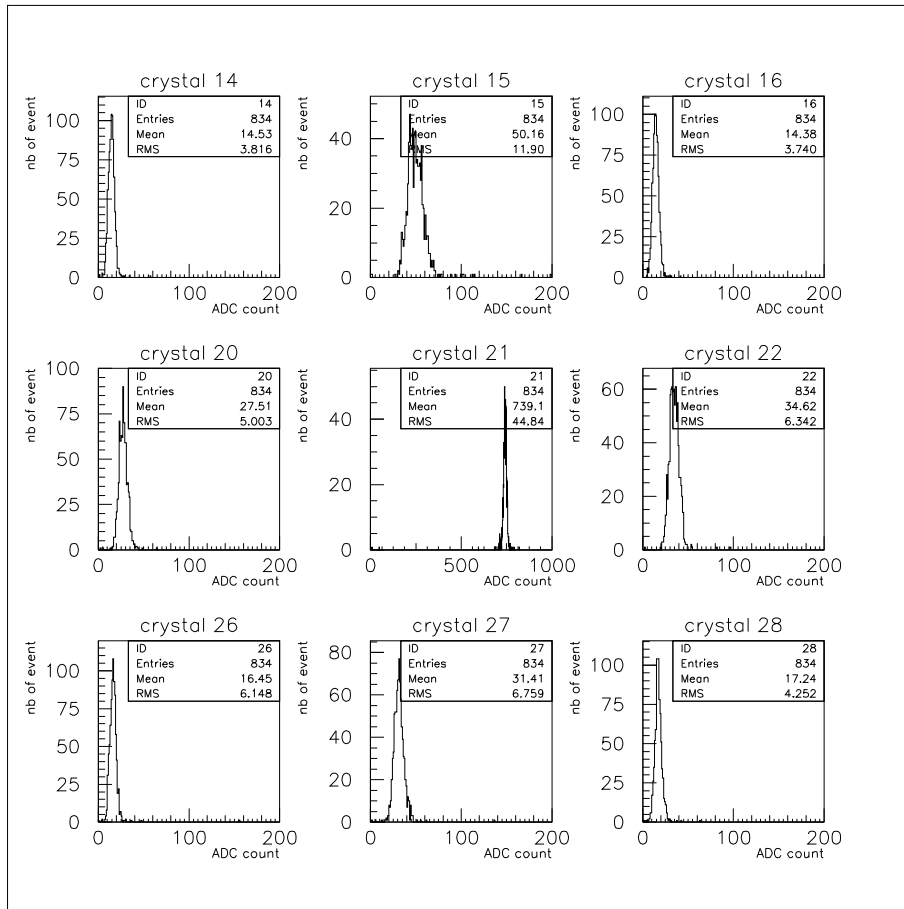 crystal 14
nb of event
ID 14
Entries 834
Mean 14.53
RMS 3.816
100
75
50
25
0
0 100 200
ADC count
crystal 15
nb of event
ID 15
Entries 834
Mean 50.16
RMS 11.90
40
20
0
0 100 200
ADC count
crystal 16
nb of event
ID 16
Entries 834
Mean 14.38
RMS 3.740
100
75
50
25
0
0 100 200
ADC count
crystal 20
nb of event
ID 20
Entries 834
Mean 27.51
RMS 5.003
100
75
50
25
0
0 100 200
ADC count
crystal 21
nb of event
ID 21
Entries 834
Mean 739.1
RMS 44.84
40
20
0
0 500 1000
ADC count
crystal 22
nb of event
ID 22
Entries 834
Mean 34.62
RMS 6.342
60
40
20
0
0 100 200
ADC count
crystal 26
nb of event
ID 26
Entries 834
Mean 16.45
RMS 6.148
100
75
50
25
0
0 100 200
ADC count
crystal 27
nb of event
ID 27
Entries 834
Mean 31.41
RMS 6.759
80
60
40
20
0
0 100 200
ADC count
crystal 28
nb of event
ID 28
Entries 834
Mean 17.24
RMS 4.252
100
75
50
25
0
0 100 200
ADC count